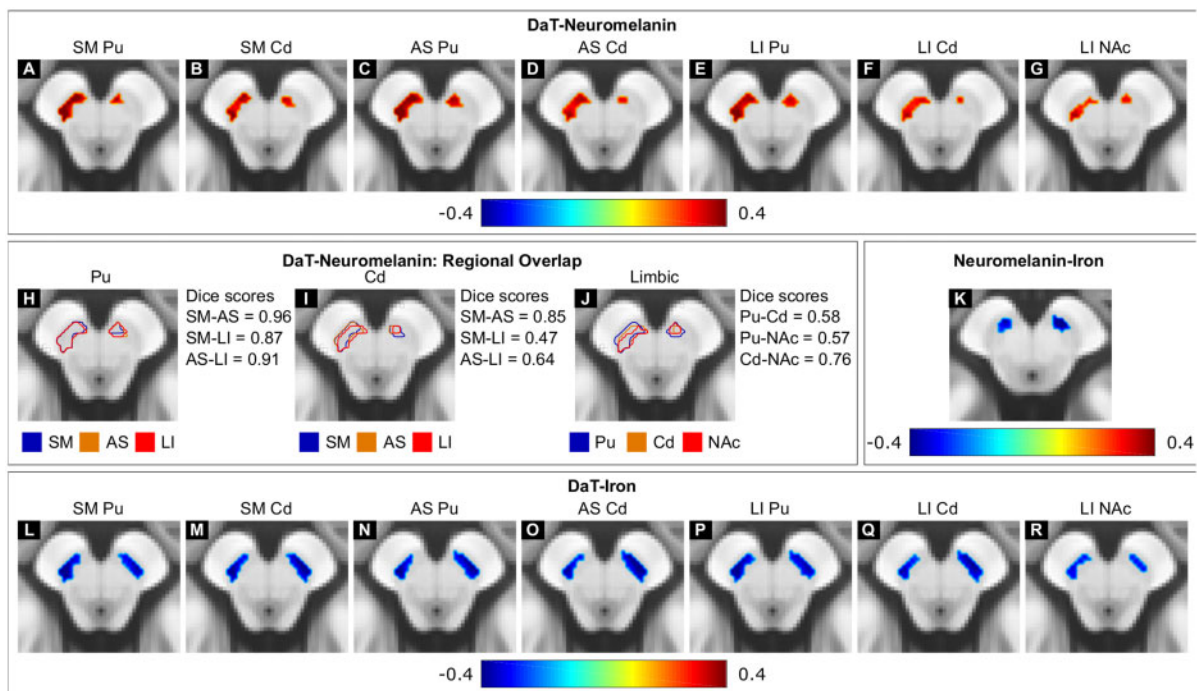 DaT-Neuromelanin
SM Pu SM Cd AS Pu AS Cd LI Pu LI Cd LI NAc
A B C D E F G
-0.4 0.4
DaT-Neuromelanin: Regional Overlap
Pu Cd Limbic
H I J
Dice scores
SM-AS = 0.96
SM-LI = 0.87
AS-LI = 0.91
Dice scores
SM-AS = 0.85
SM-LI = 0.47
AS-LI = 0.64
Dice scores
Pu-Cd = 0.58
Pu-NAc = 0.57
Cd-NAc = 0.76
SM AS LI
SM AS LI
Pu Cd NAc
Neuromelanin-Iron
K
-0.4 0.4
DaT-Iron
SM Pu SM Cd AS Pu AS Cd LI Pu LI Cd LI NAc
L M N O P Q R
-0.4 0.4